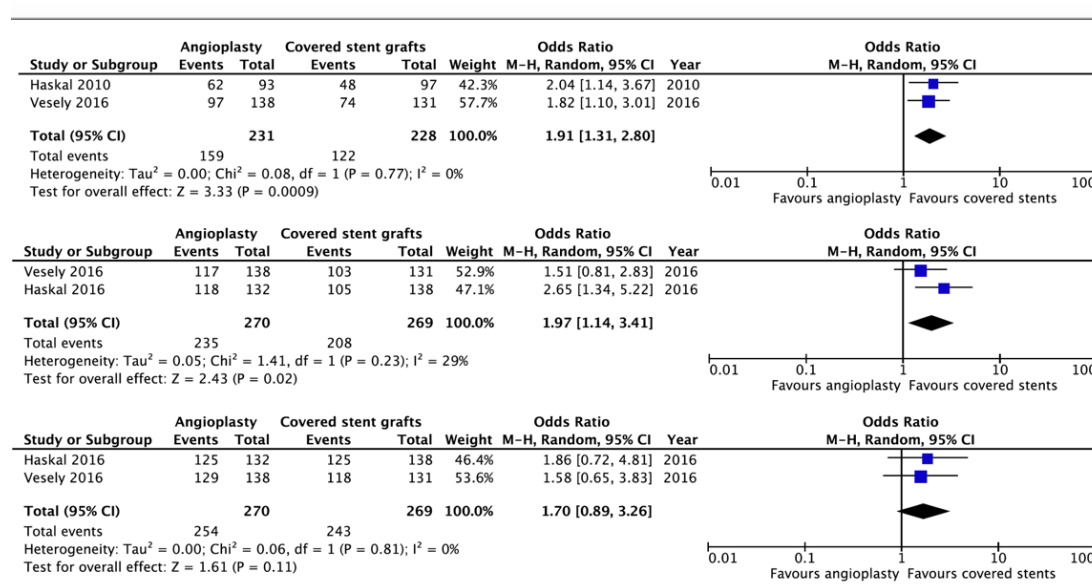 Angioplasty Covered stent grafts Odds Ratio Odds Ratio
Study or Subgroup Events Total Events Total Weight M-H, Random, 95% CI Year M-H, Random, 95% CI
Haskal 2010 62 93 48 97 42.3% 2.04 [1.14, 3.67] 2010
Vesely 2016 97 138 74 131 57.7% 1.82 [1.10, 3.01] 2016
Total (95% CI) 231 228 100.0% 1.91 [1.31, 2.80]
Total events 159 122
Heterogeneity: Tau² = 0.00; Chi² = 0.08, df = 1 (P = 0.77); I² = 0%
Test for overall effect: Z = 3.33 (P = 0.0009)
0.01 0.1 1 10 100
Favours angioplasty Favours covered stents
Angioplasty Covered stent grafts Odds Ratio Odds Ratio
Study or Subgroup Events Total Events Total Weight M-H, Random, 95% CI Year M-H, Random, 95% CI
Vesely 2016 117 138 103 131 52.9% 1.51 [0.81, 2.83] 2016
Haskal 2016 118 132 105 138 47.1% 2.65 [1.34, 5.22] 2016
Total (95% CI) 270 269 100.0% 1.97 [1.14, 3.41]
Total events 235 208
Heterogeneity: Tau² = 0.05; Chi² = 1.41, df = 1 (P = 0.23); I² = 29%
Test for overall effect: Z = 2.43 (P = 0.02)
0.01 0.1 1 10 100
Favours angioplasty Favours covered stents
Angioplasty Covered stent grafts Odds Ratio Odds Ratio
Study or Subgroup Events Total Events Total Weight M-H, Random, 95% CI Year M-H, Random, 95% CI
Haskal 2016 125 132 125 138 46.4% 1.86 [0.72, 4.81] 2016
Vesely 2016 129 138 118 131 53.6% 1.58 [0.65, 3.83] 2016
Total (95% CI) 270 269 100.0% 1.70 [0.89, 3.26]
Total events 254 243
Heterogeneity: Tau² = 0.00; Chi² = 0.06, df = 1 (P = 0.81); I² = 0%
Test for overall effect: Z = 1.61 (P = 0.11)
0.01 0.1 1 10 100
Favours angioplasty Favours covered stents